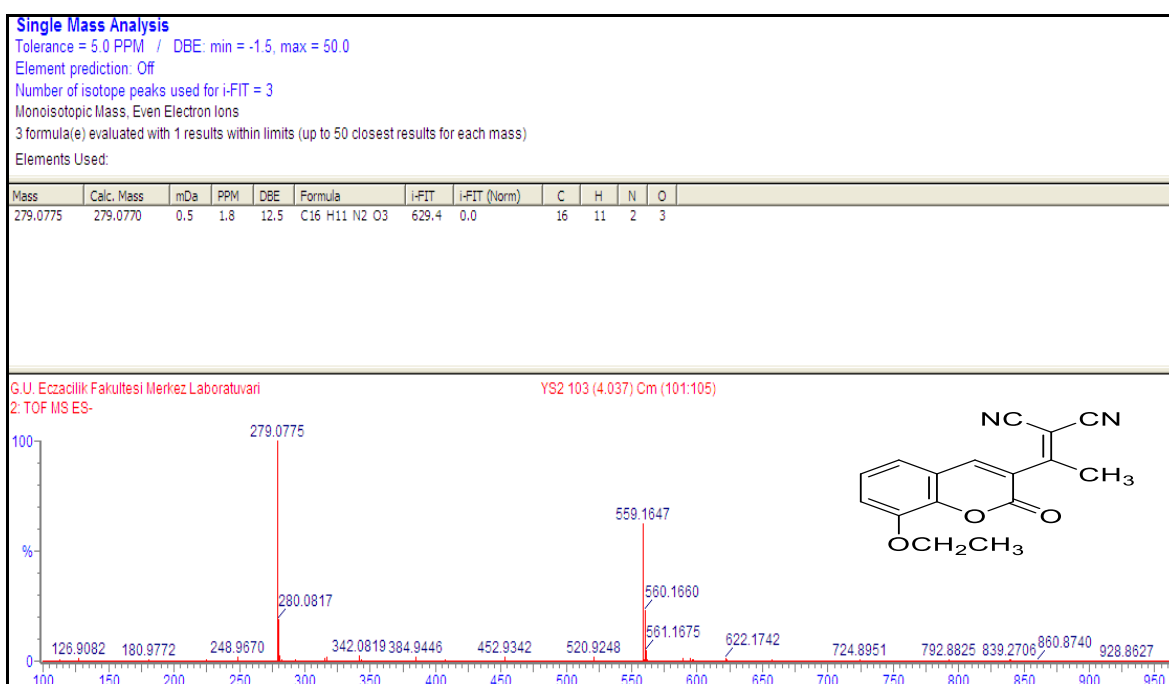 Single Mass Analysis
Tolerance = 5.0 PPM / DBE: min = -1.5, max = 50.0
Element prediction: Off
Number of isotope peaks used for i-FIT = 3
Monoisotopic Mass, Even Electron Ions
3 formula(e) evaluated with 1 results within limits (up to 50 closest results for each mass)
Elements Used:
Mass Calc. Mass mDa PPM DBE Formula i-FIT i-FIT (Norm) C H N O
279.0775 279.0770 0.5 1.8 12.5 C16 H11 N2 O3 629.4 0.0 16 11 2 3
G.U. Eczacilik Fakultesi Merkez Laboratuvari YS2 103 (4.037) Cm (101:105)
2: TOF MS ES-
NC CN
CH3
O O
OCH2CH3
100
%
0
279.0775
559.1647
280.0817
560.1660
561.1675
126.9082 180.9772 248.9670 342.0819 384.9446 452.9342 520.9248 622.1742 724.8951 792.8825 839.2706 860.8740 928.8627
100 150 200 250 300 350 400 450 500 550 600 650 700 750 800 850 900 950